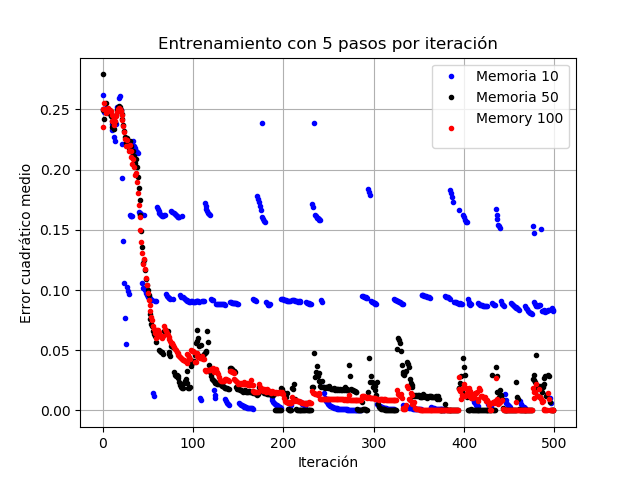 Entrenamiento con 5 pasos por iteración
Memoria 10
Memoria 50
Memory 100
Error cuadrático medio
0.25
0.20
0.15
0.10
0.05
0.00
0
100
200
300
400
500
Iteración